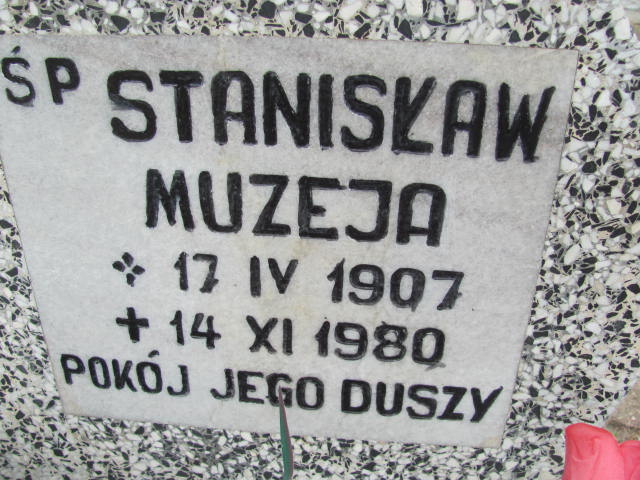 ŚP STANISŁAW
MUZEJA
17 IV 1907
+ 14 XI 1980
POKÓJ JEGO DUSZY